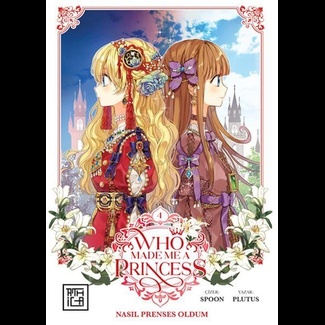 4
WHO
MADE ME A
PRINCESS
ÇİZER: YAZAR:
SPOON PLUTUS
NASIL PRENSES OLDUM